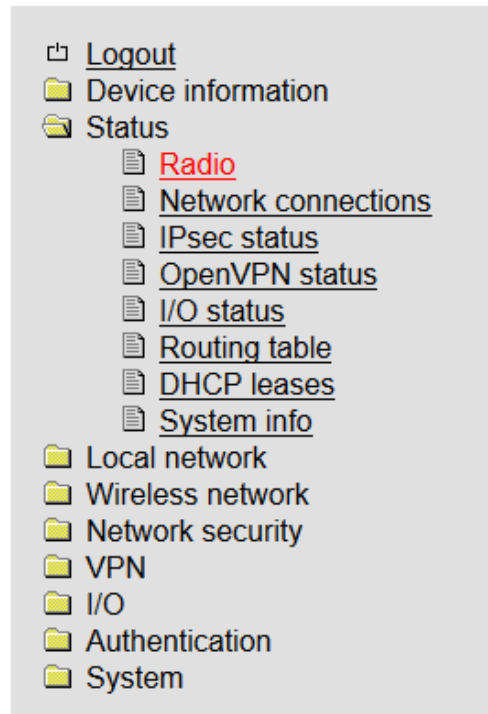 Logout
Device information
Status
Radio
Network connections
IPsec status
OpenVPN status
I/O status
Routing table
DHCP leases
System info
Local network
Wireless network
Network security
VPN
I/O
Authentication
System